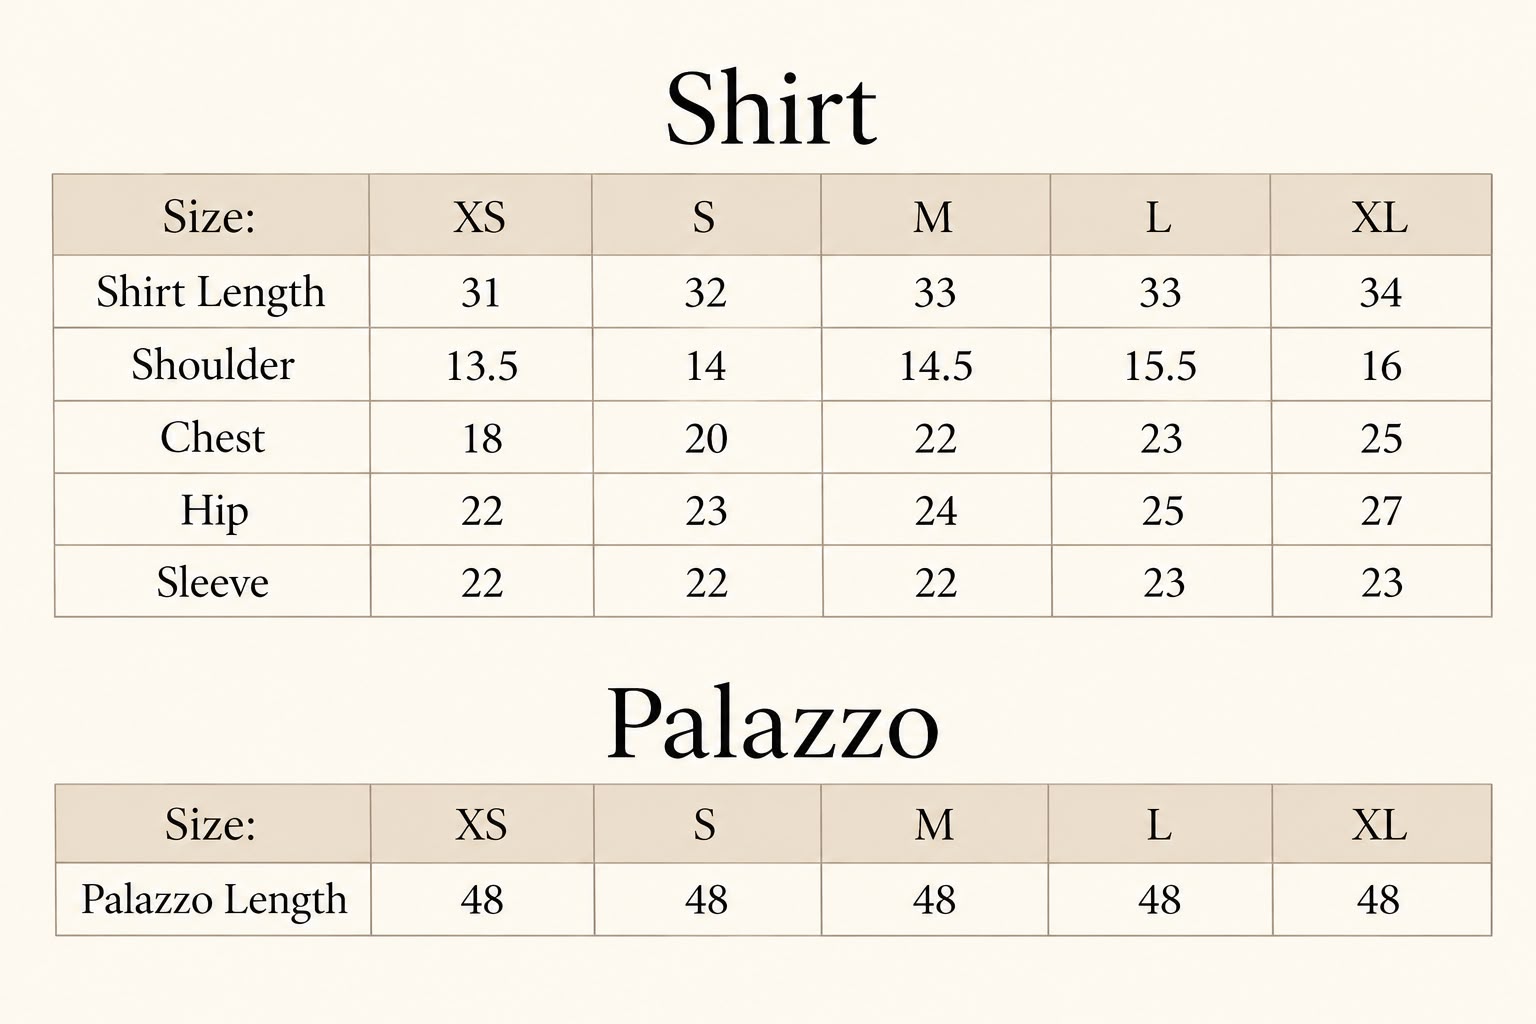 Shirt
Size: XS S M L XL
Shirt Length 31 32 33 33 34
Shoulder 13.5 14 14.5 15.5 16
Chest 18 20 22 23 25
Hip 22 23 24 25 27
Sleeve 22 22 22 23 23
Palazzo
Size: XS S M L XL
Palazzo Length 48 48 48 48 48